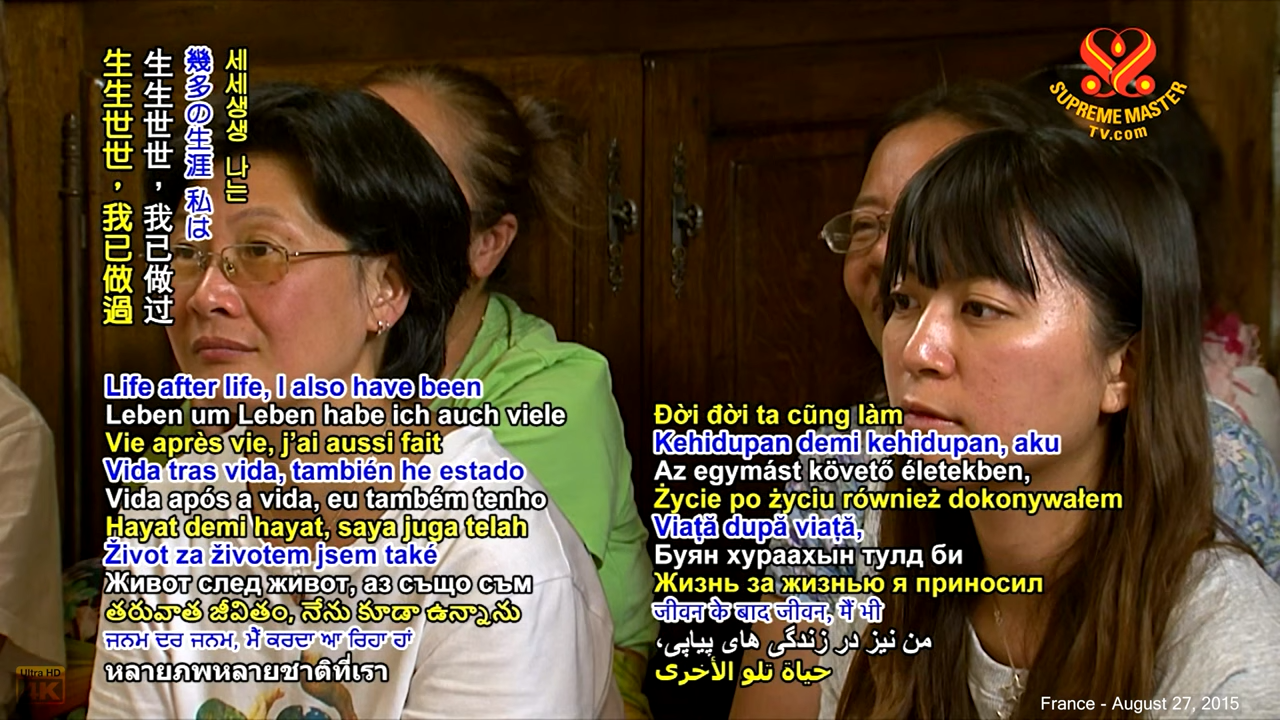 生生世世，我已做過
生生世世，我已做过
幾多の生涯 私は
세세생생 나는
SUPREME MASTER
TV.com
Life after life, I also have been
Leben um Leben habe ich auch viele
Vie après vie, j'ai aussi fait
Vida tras vida, también he estado
Vida após a vida, eu também tenho
Hayat demi hayat, saya juga telah
Život za životem jsem také
Живот след живот, аз също съм
తరువాత జీవితం, నేను కూడా ఉన్నాను
ਜਨਮ ਦਰ ਜਨਮ, ਮੈਂ ਕਰਦਾ ਆ ਰਿਹਾ ਹਾਂ
หลายภพหลายชาติที่เรา
Đời đời ta cũng làm
Kehidupan demi kehidupan, aku
Az egymást követő életekben,
Życie po życiu również dokonywałem
Viaţă după viaţă,
Буян хураахын тулд би
Жизнь за жизнью я приносил
जीवन के बाद जीवन, मैं भी
من نیز در زندگی های پیاپی،
حياة تلو الأخرى
Ultra HD
4K
France - August 27, 2015